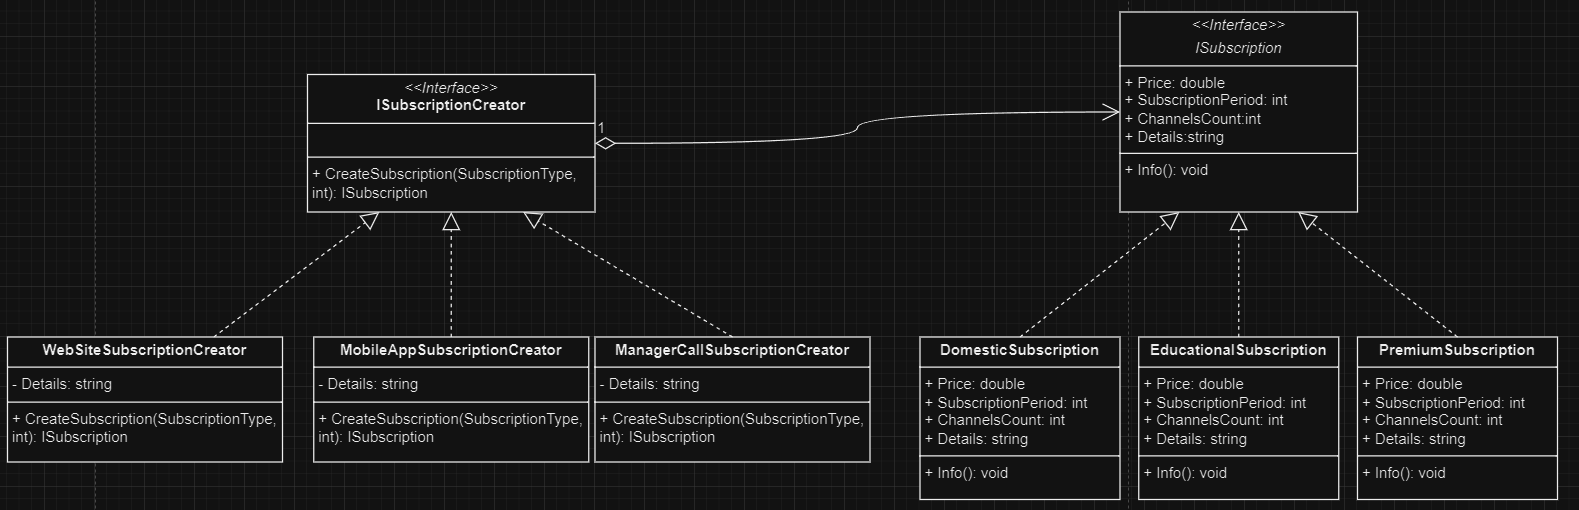 <<Interface>>
ISubscriptionCreator
+ CreateSubscription(SubscriptionType,
int): ISubscription
1
<<Interface>>
ISubscription
+ Price: double
+ SubscriptionPeriod: int
+ ChannelsCount:int
+ Details:string
+ Info(): void
WebSiteSubscriptionCreator
- Details: string
+ CreateSubscription(SubscriptionType,
int): ISubscription
MobileAppSubscriptionCreator
- Details: string
+ CreateSubscription(SubscriptionType,
int): ISubscription
ManagerCallSubscriptionCreator
- Details: string
+ CreateSubscription(SubscriptionType,
int): ISubscription
DomesticSubscription
+ Price: double
+ SubscriptionPeriod: int
+ ChannelsCount: int
+ Details: string
+ Info(): void
EducationalSubscription
+ Price: double
+ SubscriptionPeriod: int
+ ChannelsCount: int
+ Details: string
+ Info(): void
PremiumSubscription
+ Price: double
+ SubscriptionPeriod: int
+ ChannelsCount: int
+ Details: string
+ Info(): void